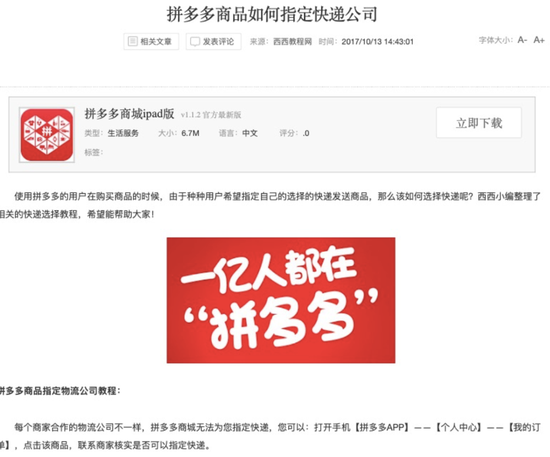 拼多多商品如何指定快递公司
相关文章 发表评论 来源：西西教程网 时间：2017/10/13 14:43:01 字体大小：A- A+
拼
拼多多商城ipad版 v1.1.2 官方最新版
类型：生活服务 大小：6.7M 语言：中文 评分：.0
标签：
立即下载
使用拼多多的用户在购买商品的时候，由于种种用户希望指定自己的选择的快递发送商品，那么该如何选择快递呢？西西小编整理了
相关的快递选择教程，希望能帮助大家！
一亿人都在
“拼多多”
拼多多商品指定物流公司教程：
每个商家合作的物流公司不一样，拼多多商城无法为您指定快递，您可以：打开手机【拼多多APP】——【个人中心】——【我的订
单】，点击该商品，联系商家核实是否可以指定快递。